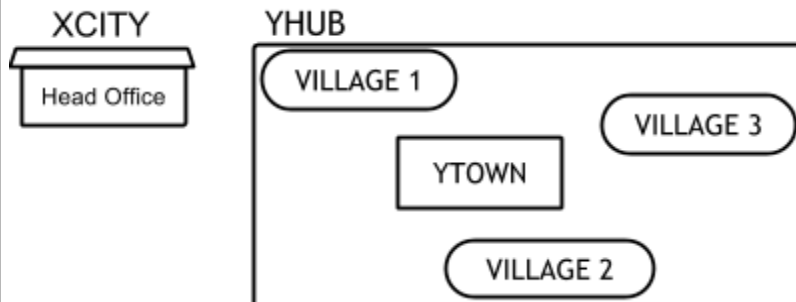 XCITY
Head Office
YHUB
VILLAGE 1
VILLAGE 3
YTOWN
VILLAGE 2